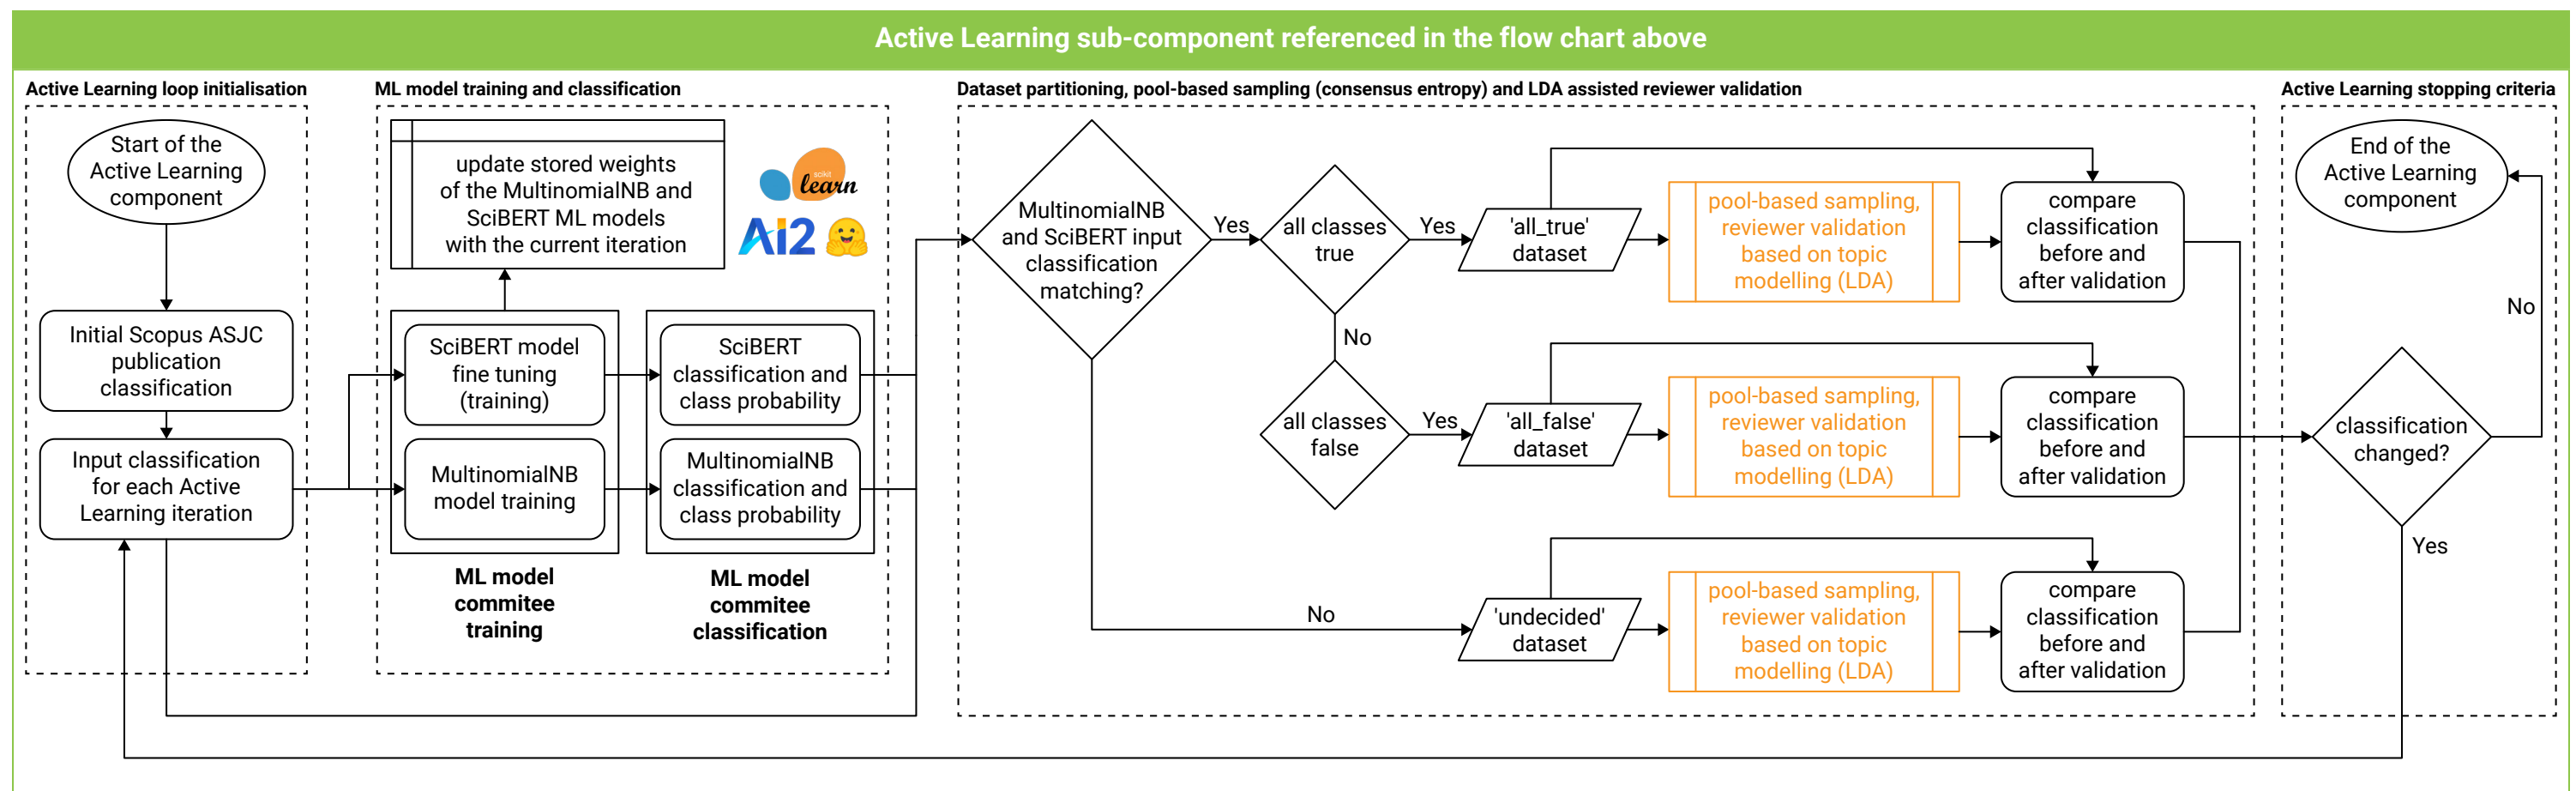 Active Learning sub-component referenced in the flow chart above
Active Learning loop initialisation
Start of the
Active Learning
component
Initial Scopus ASJC
publication
classification
Input classification
for each Active
Learning iteration
ML model training and classification
update stored weights
of the MultinomialNB and
SciBERT ML models
with the current iteration
scikit
learn
Ai2
SciBERT model
fine tuning
(training)
MultinomialNB
model training
ML model
commitee
training
SciBERT
classification and
class probability
MultinomialNB
classification and
class probability
ML model
commitee
classification
Dataset partitioning, pool-based sampling (consensus entropy) and LDA assisted reviewer validation
MultinomialNB
and SciBERT input
classification
matching?
Yes
all classes
true
Yes
'all_true'
dataset
pool-based sampling,
reviewer validation
based on topic
modelling (LDA)
compare
classification
before and
after validation
No
all classes
false
Yes
'all_false'
dataset
pool-based sampling,
reviewer validation
based on topic
modelling (LDA)
compare
classification
before and
after validation
No
'undecided'
dataset
pool-based sampling,
reviewer validation
based on topic
modelling (LDA)
compare
classification
before and
after validation
Active Learning stopping criteria
End of the
Active Learning
component
No
classification
changed?
Yes